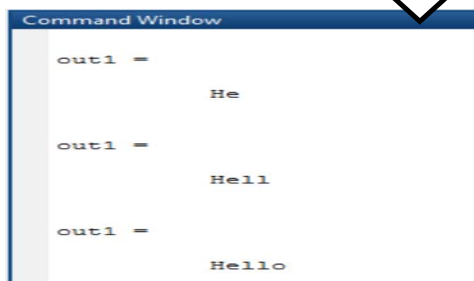 Command Window
out1 =
He
out1 =
Hell
out1 =
Hello